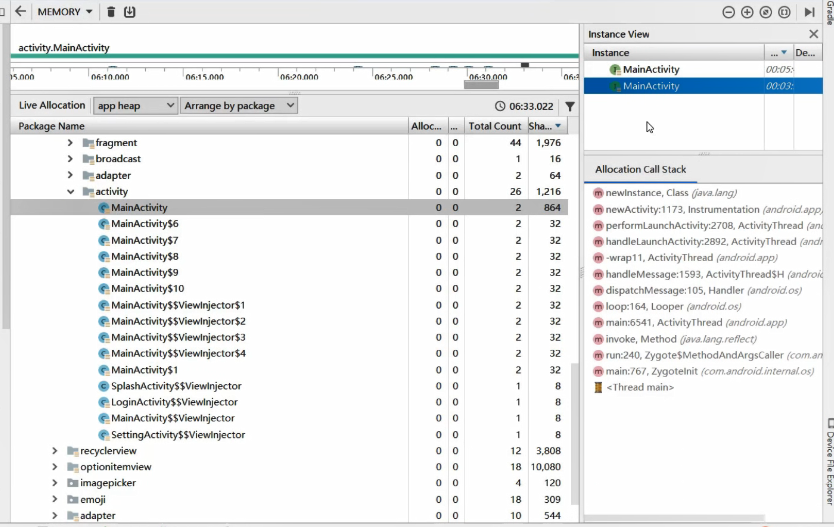 MEMORY
Gradle
activity.MainActivity
15.000 06:10.000 06:15.000 06:20.000 06:25.000 06:30.000 06:3
Live Allocation app heap Arrange by package 06:33.022
Package Name Alloc... ... Total Count Sha...
fragment 0 0 44 1,976
broadcast 0 0 1 16
adapter 0 0 2 64
activity 0 0 26 1,216
MainActivity 0 0 2 864
MainActivity$6 0 0 2 32
MainActivity$7 0 0 2 32
MainActivity$8 0 0 2 32
MainActivity$9 0 0 2 32
MainActivity$10 0 0 2 32
MainActivity$$ViewInjector$1 0 0 2 32
MainActivity$$ViewInjector$2 0 0 2 32
MainActivity$$ViewInjector$3 0 0 2 32
MainActivity$$ViewInjector$4 0 0 2 32
MainActivity$1 0 0 2 32
SplashActivity$$ViewInjector 0 0 1 8
LoginActivity$$ViewInjector 0 0 1 8
MainActivity$$ViewInjector 0 0 1 8
SettingActivity$$ViewInjector 0 0 1 8
recyclerview 0 0 12 3,808
optionitemview 0 0 18 10,080
imagepicker 0 0 4 120
emoji 0 0 18 309
adapter 0 0 10 544
Instance View
Instance ... De...
MainActivity 00:05:
MainActivity 00:03:
Allocation Call Stack
newInstance, Class (java.lang)
newActivity:1173, Instrumentation (android.app)
performLaunchActivity:2708, ActivityThread (an
handleLaunchActivity:2892, ActivityThread (and
-wrap11, ActivityThread (android.app)
handleMessage:1593, ActivityThread$H (androi
dispatchMessage:105, Handler (android.os)
loop:164, Looper (android.os)
main:6541, ActivityThread (android.app)
invoke, Method (java.lang.reflect)
run:240, Zygote$MethodAndArgsCaller (com.an
main:767, ZygoteInit (com.android.internal.os)
<Thread main>
Device File Explorer